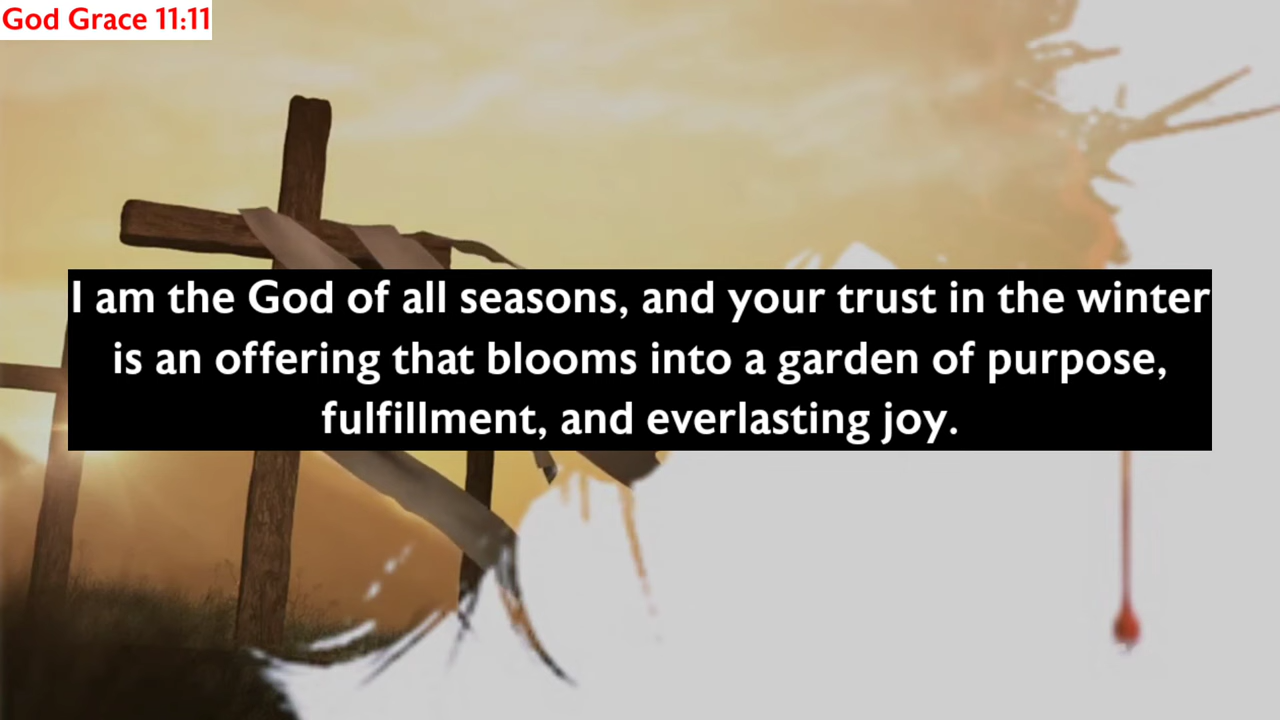 God Grace 11:11
I am the God of all seasons, and your trust in the winter
is an offering that blooms into a garden of purpose,
fulfillment, and everlasting joy.